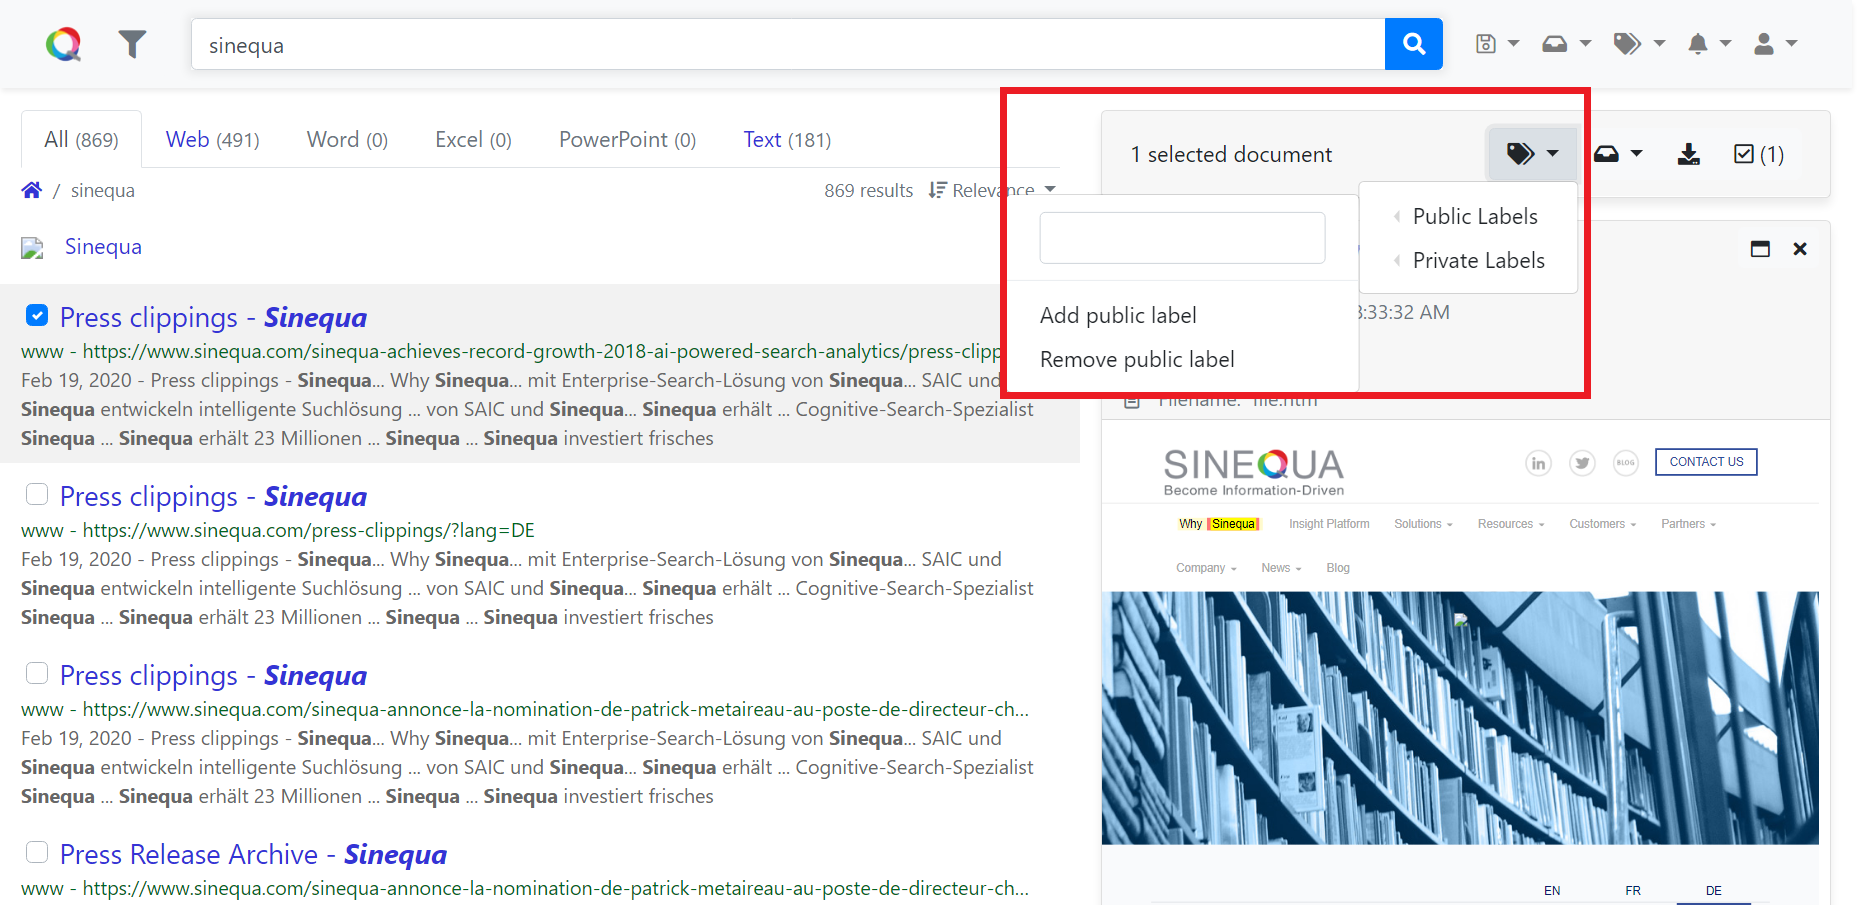 sinequa
All (869) Web (491) Word (0) Excel (0) PowerPoint (0) Text (181)
/ sinequa
869 results Relevance
Sinequa
Press clippings - Sinequa
www - https://www.sinequa.com/sinequa-achieves-record-growth-2018-ai-powered-search-analytics/press-clipp
Feb 19, 2020 - Press clippings - Sinequa... Why Sinequa... mit Enterprise-Search-Lösung von Sinequa... SAIC und
Sinequa entwickeln intelligente Suchlösung ... von SAIC und Sinequa... Sinequa erhält ... Cognitive-Search-Spezialist
Sinequa ... Sinequa erhält 23 Millionen ... Sinequa ... Sinequa investiert frisches
Press clippings - Sinequa
www - https://www.sinequa.com/press-clippings/?lang=DE
Feb 19, 2020 - Press clippings - Sinequa... Why Sinequa... mit Enterprise-Search-Lösung von Sinequa... SAIC und
Sinequa entwickeln intelligente Suchlösung ... von SAIC und Sinequa... Sinequa erhält ... Cognitive-Search-Spezialist
Sinequa ... Sinequa erhält 23 Millionen ... Sinequa ... Sinequa investiert frisches
Press clippings - Sinequa
www - https://www.sinequa.com/sinequa-annonce-la-nomination-de-patrick-metaireau-au-poste-de-directeur-ch...
Feb 19, 2020 - Press clippings - Sinequa... Why Sinequa... mit Enterprise-Search-Lösung von Sinequa... SAIC und
Sinequa entwickeln intelligente Suchlösung ... von SAIC und Sinequa... Sinequa erhält ... Cognitive-Search-Spezialist
Sinequa ... Sinequa erhält 23 Millionen ... Sinequa ... Sinequa investiert frisches
Press Release Archive - Sinequa
www - https://www.sinequa.com/sinequa-annonce-la-nomination-de-patrick-metaireau-au-poste-de-directeur-ch...
1 selected document
(1)
Public Labels
Private Labels
Add public label
Remove public label
:33:32 AM
Filename: file.htm
SINEQUA
Become Information-Driven
in BLOG CONTACT US
Why Sinequa Insight Platform Solutions Resources Customers Partners
Company News Blog
EN FR DE